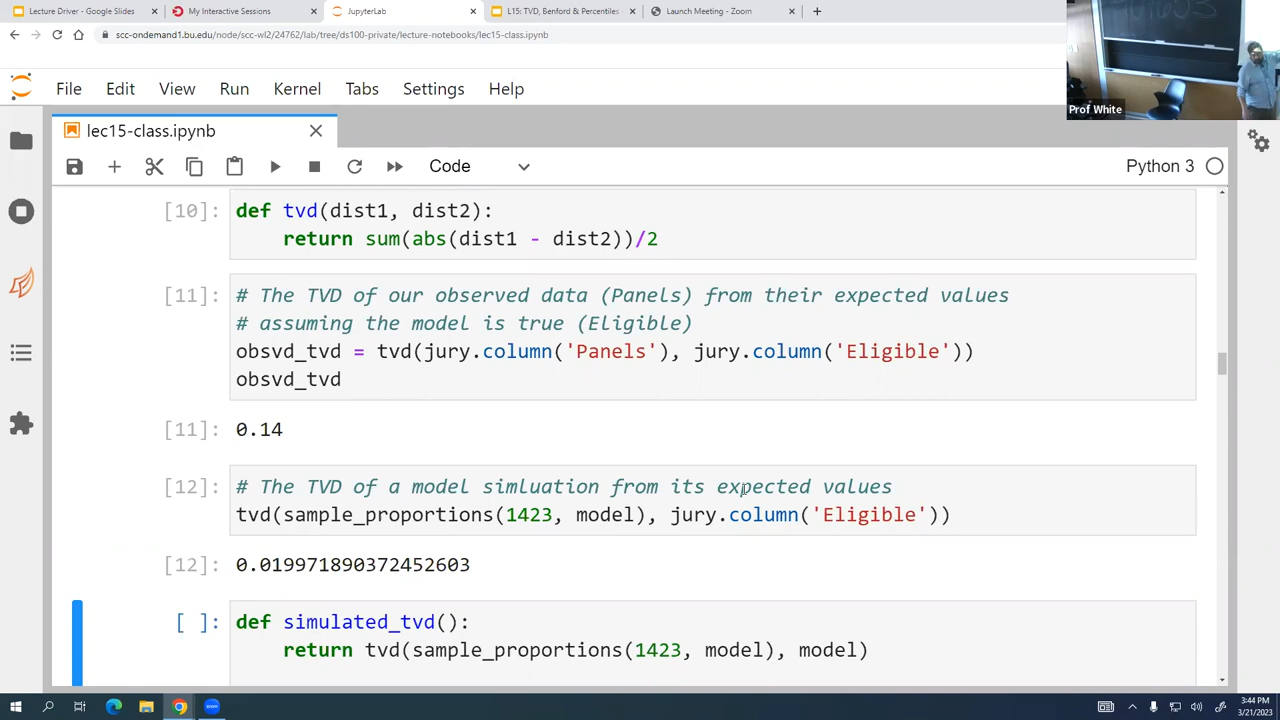 Lecture Driver - Google Slides
My Interactive Sessions
JupyterLab
L15: TVD, Benford & Percentiles
Launch Meeting - Zoom
scc-ondemand1.bu.edu/node/scc-wl2/24762/lab/tree/ds100-private/lecture-notebooks/lec15-class.ipynb
File Edit View Run Kernel Tabs Settings Help
Prof White
lec15-class.ipynb
Code
Python 3
[10]: def tvd(dist1, dist2):
return sum(abs(dist1 - dist2))/2
[11]: # The TVD of our observed data (Panels) from their expected values
# assuming the model is true (Eligible)
obsvd_tvd = tvd(jury.column('Panels'), jury.column('Eligible'))
obsvd_tvd
[11]: 0.14
[12]: # The TVD of a model simluation from its expected values
tvd(sample_proportions(1423, model), jury.column('Eligible'))
[12]: 0.019971890372452603
[ ]: def simulated_tvd():
return tvd(sample_proportions(1423, model), model)
3:44 PM
3/21/2023